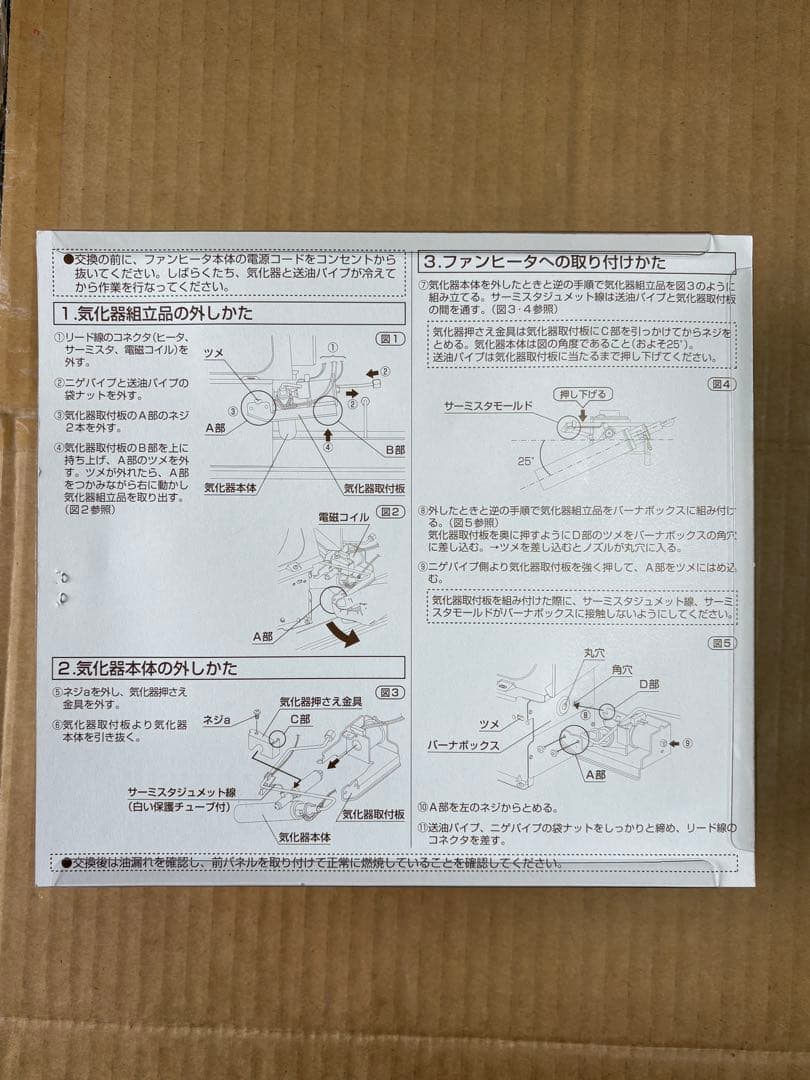 ●交換の前に、ファンヒータ本体の電源コードをコンセントから
抜いてください。しばらくたち、気化器と送油パイプが冷えて
から作業を行なってください。
1.気化器組立品の外しかた
①リード線のコネクタ(ヒータ、
サーミスタ、電磁コイル)を
外す。
②ニゲパイプと送油パイプの
袋ナットを外す。
③気化器取付板のA部のネジ
2本を外す。
④気化器取付板のB部を上に
持ち上げ、A部のツメを外
す。ツメが外れたら、A部
をつかみながら右に動かし
気化器組立品を取り出す。
(図2参照)
図1
ツメ
①
②
②
③
A部
④
B部
気化器本体
気化器取付板
図2
電磁コイル
A部
2.気化器本体の外しかた
⑤ネジaを外し、気化器押さえ
金具を外す。
⑥気化器取付板より気化器
本体を引き抜く。
図3
気化器押さえ金具
ネジa
C部
サーミスタジュメット線
(白い保護チューブ付)
気化器取付板
気化器本体
3.ファンヒータへの取り付けかた
⑦気化器本体を外したときと逆の手順で気化器組立品を図3のように
組み立てる。サーミスタジュメット線は送油パイプと気化器取付板
の間を通す。(図3・4参照)
気化器押さえ金具は気化器取付板にC部を引っかけてからネジを
とめる。気化器本体は図の角度であること(およそ25°)。
送油パイプは気化器取付板に当たるまで押し下げてください。
図4
押し下げる
サーミスタモールド
25°
⑧外したときと逆の手順で気化器組立品をバーナボックスに組み付け
る。(図5参照)
気化器取付板を奥に押すようにD部のツメをバーナボックスの角穴
に差し込む。→ツメを差し込むとノズルが丸穴に入る。
⑨ニゲパイプ側より気化器取付板を強く押して、A部をツメにはめ込
む。
気化器取付板を組み付けた際に、サーミスタジュメット線、サーミ
スタモールドがバーナボックスに接触しないようにしてください。
図5
丸穴
角穴
D部
⑧
ツメ
バーナボックス
⑨
A部
⑩A部を左のネジからとめる。
⑪送油パイプ、ニゲパイプの袋ナットをしっかりと締め、リード線の
コネクタを差す。
●交換後は油漏れを確認し、前パネルを取り付けて正常に燃焼していることを確認してください。